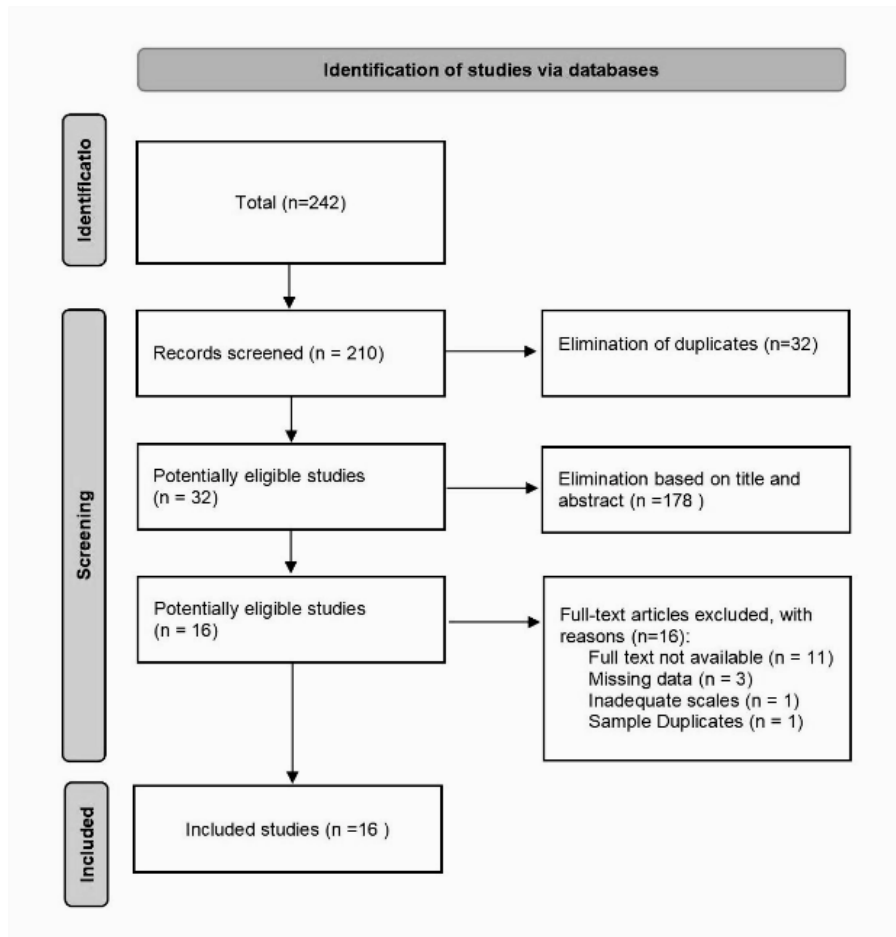 Identification of studies via databases
Identificatio
Total (n=242)
Screening
Records screened (n = 210)
Elimination of duplicates (n=32)
Potentially eligible studies
(n = 32)
Elimination based on title and
abstract (n =178 )
Potentially eligible studies
(n = 16)
Full-text articles excluded, with
reasons (n=16):
Full text not available (n = 11)
Missing data (n = 3)
Inadequate scales (n = 1)
Sample Duplicates (n = 1)
Included
Included studies (n =16 )